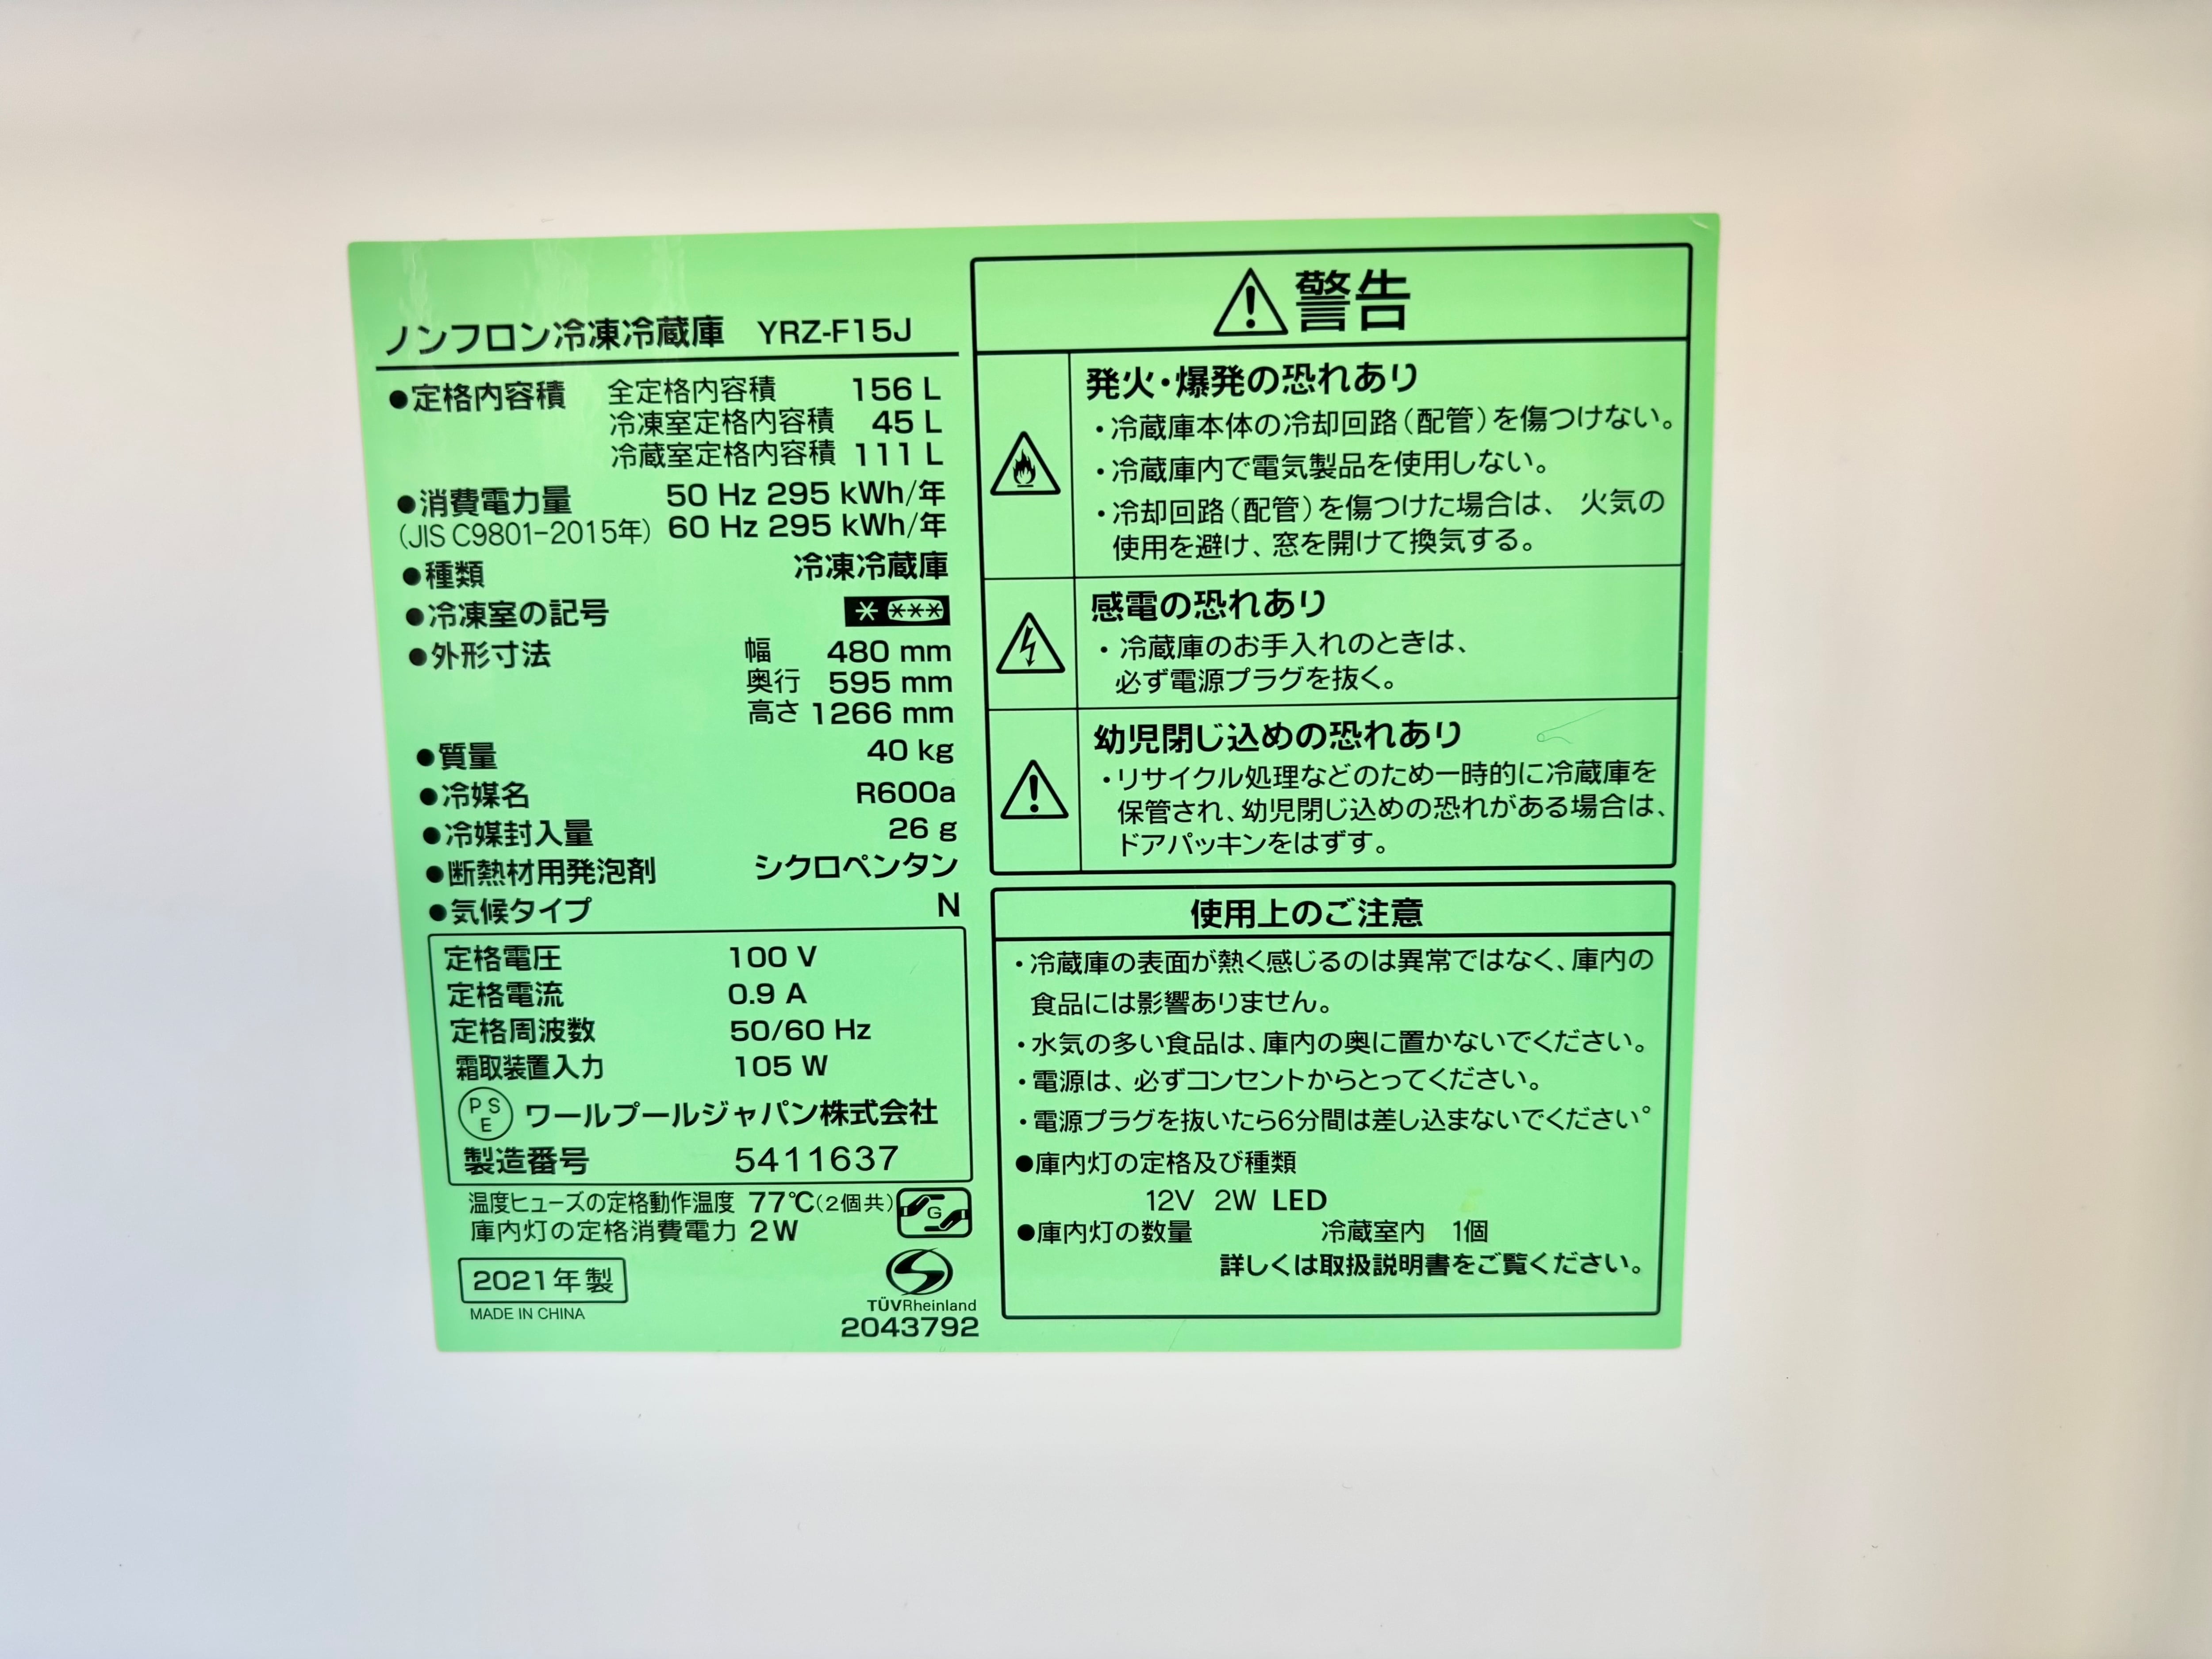 ノンフロン冷凍冷蔵庫 YRZ-F15J
●定格内容積 全定格内容積 156 L
冷凍室定格内容積 45 L
冷蔵室定格内容積 111 L
●消費電力量 50 Hz 295 kWh/年
(JIS C9801-2015年) 60 Hz 295 kWh/年
●種類 冷凍冷蔵庫
●冷凍室の記号 * ***
●外形寸法 幅 480 mm
奥行 595 mm
高さ 1266 mm
●質量 40 kg
●冷媒名 R600a
●冷媒封入量 26 g
●断熱材用発泡剤 シクロペンタン
●気候タイプ N
定格電圧 100 V
定格電流 0.9 A
定格周波数 50/60 Hz
霜取装置入力 105 W
PSE ワールプールジャパン株式会社
製造番号 5411637
温度ヒューズの定格動作温度 77℃(2個共)
庫内灯の定格消費電力 2W
G
2021年製
MADE IN CHINA
TÜVRheinland
2043792
警告
発火・爆発の恐れあり
・冷蔵庫本体の冷却回路(配管)を傷つけない。
・冷蔵庫内で電気製品を使用しない。
・冷却回路(配管)を傷つけた場合は、 火気の
使用を避け、窓を開けて換気する。
感電の恐れあり
・冷蔵庫のお手入れのときは、
必ず電源プラグを抜く。
幼児閉じ込めの恐れあり
・リサイクル処理などのため一時的に冷蔵庫を
保管され、幼児閉じ込めの恐れがある場合は、
ドアパッキンをはずす。
使用上のご注意
・冷蔵庫の表面が熱く感じるのは異常ではなく、庫内の
食品には影響ありません。
・水気の多い食品は、庫内の奥に置かないでください。
・電源は、必ずコンセントからとってください。
・電源プラグを抜いたら6分間は差し込まないでください゜
●庫内灯の定格及び種類
12V 2W LED
●庫内灯の数量 冷蔵室内 1個
詳しくは取扱説明書をご覧ください。